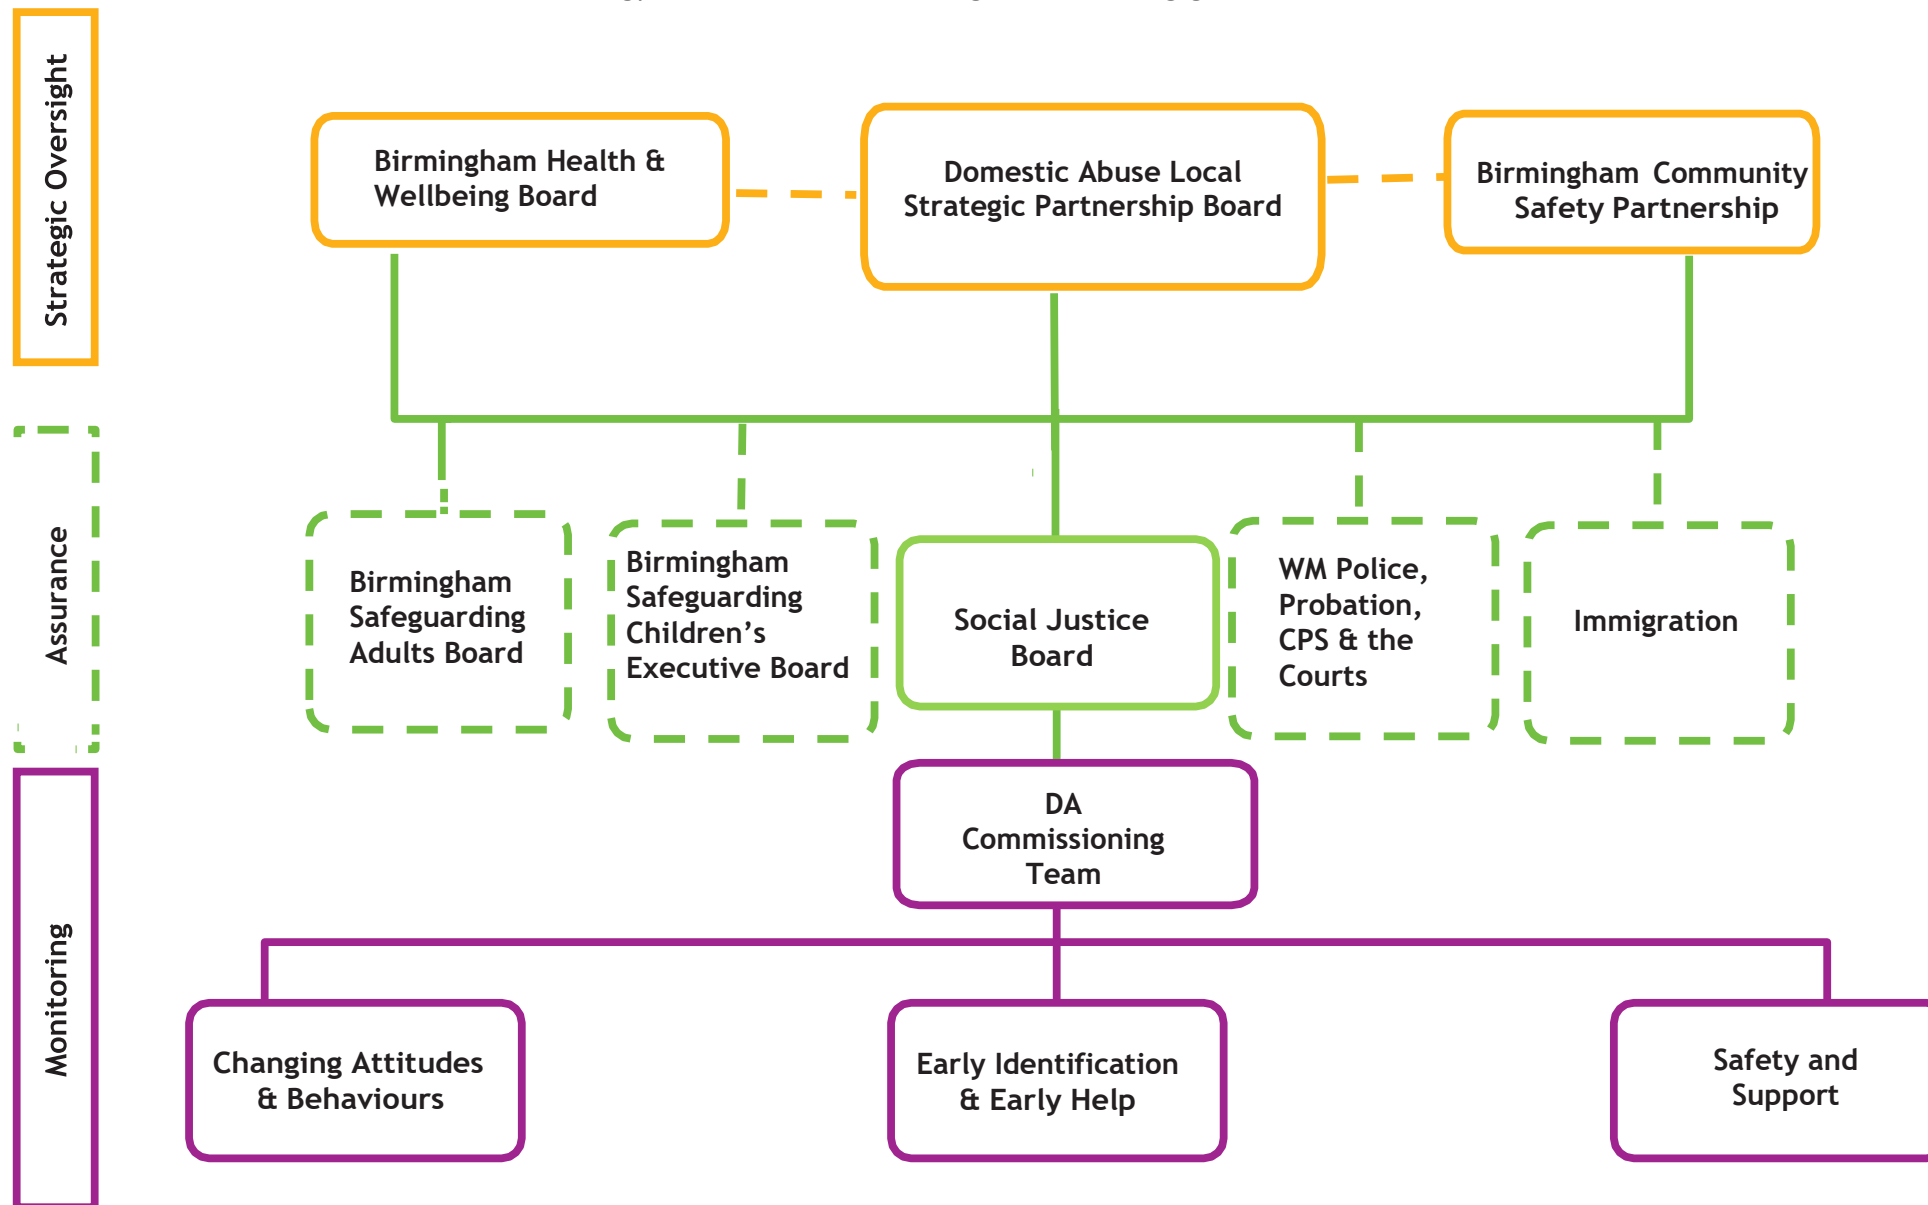 Strategic Oversight
Birmingham Health &
Wellbeing Board
Domestic Abuse Local
Strategic Partnership Board
Birmingham Community
Safety Partnership
Assurance
Birmingham
Safeguarding
Adults Board
Birmingham
Safeguarding
Children’s
Executive Board
Social Justice
Board
WM Police,
Probation,
CPS & the
Courts
Immigration
Monitoring
DA
Commissioning
Team
Changing Attitudes
& Behaviours
Early Identification
& Early Help
Safety and
Support